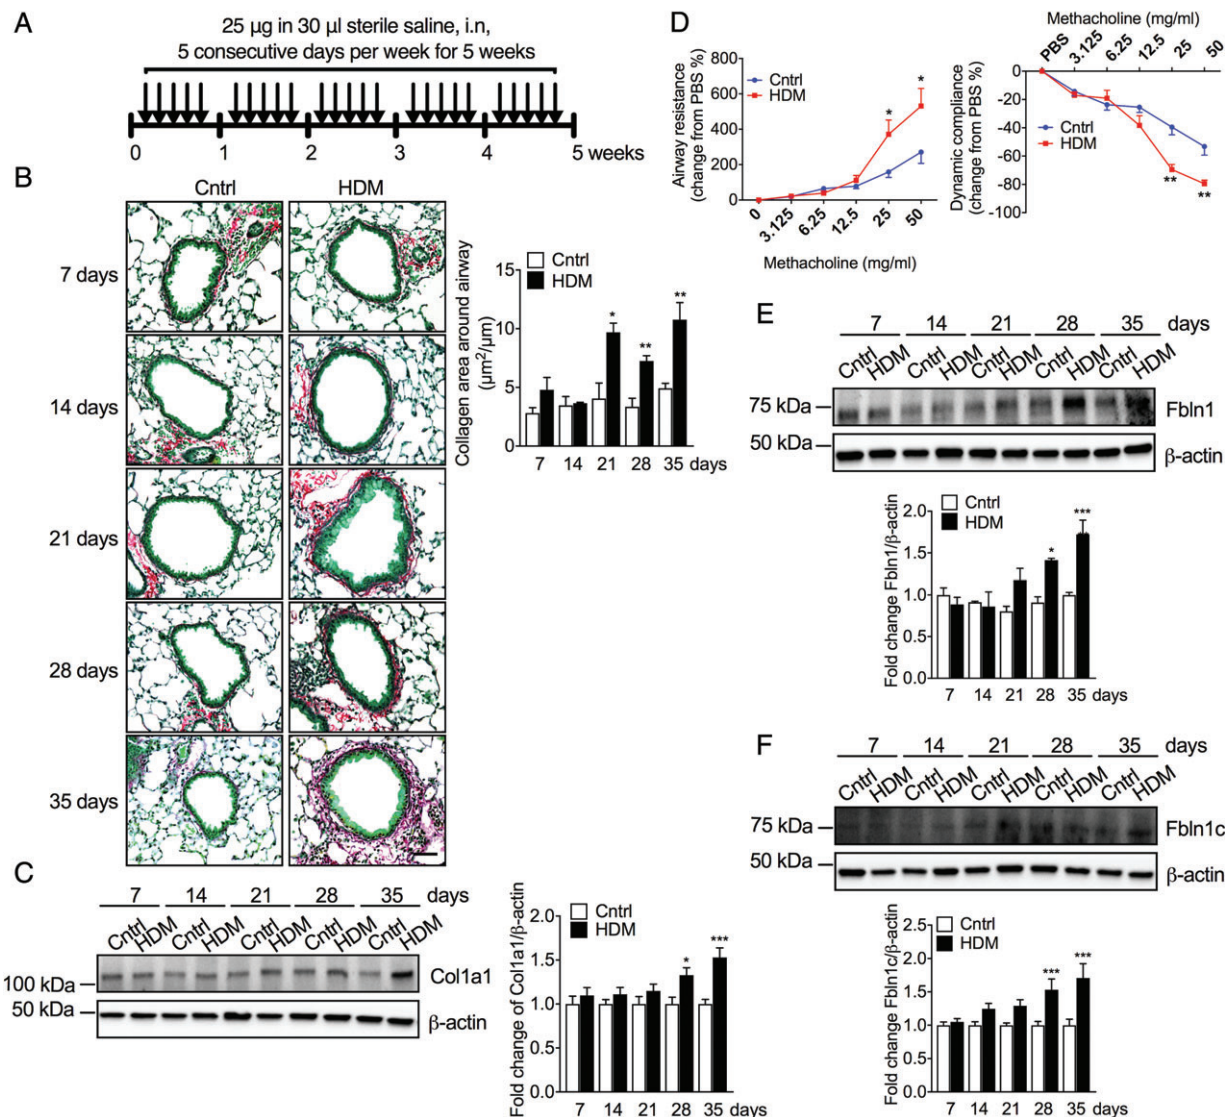 A
25 µg in 30 µl sterile saline, i.n,
5 consecutive days per week for 5 weeks
0 1 2 3 4 5 weeks
B
Cntrl HDM
7 days
14 days
21 days
28 days
35 days
Collagen area around airway
(µm²/µm)
15
10
5
0
Cntrl
HDM
* ** **
7 14 21 28 35 days
C
7 14 21 28 35 days
Cntrl HDM Cntrl HDM Cntrl HDM Cntrl HDM Cntrl HDM
100 kDa
Col1a1
50 kDa
β-actin
Fold change of Col1a1/β-actin
2.0
1.5
1.0
0.5
0.0
Cntrl
HDM
* ***
7 14 21 28 35 days
D
Airway resistance
(change from PBS %)
800
600
400
200
0
Cntrl
HDM
* *
0 3.125 6.25 12.5 25 50
Methacholine (mg/ml)
Methacholine (mg/ml)
PBS 3.125 6.25 12.5 25 50
Dynamic compliance
(change from PBS %)
0
-20
-40
-60
-80
-100
Cntrl
HDM
** **
E
7 14 21 28 35 days
Cntrl HDM Cntrl HDM Cntrl HDM Cntrl HDM Cntrl HDM
75 kDa
Fbln1
50 kDa
β-actin
Fold change Fbln1/β-actin
2.0
1.5
1.0
0.5
0.0
Cntrl
HDM
* ***
7 14 21 28 35 days
F
7 14 21 28 35 days
Cntrl HDM Cntrl HDM Cntrl HDM Cntrl HDM Cntrl HDM
75 kDa
Fbln1c
50 kDa
β-actin
Fold change Fbln1c/β-actin
2.5
2.0
1.5
1.0
0.5
0.0
Cntrl
HDM
*** ***
7 14 21 28 35 days